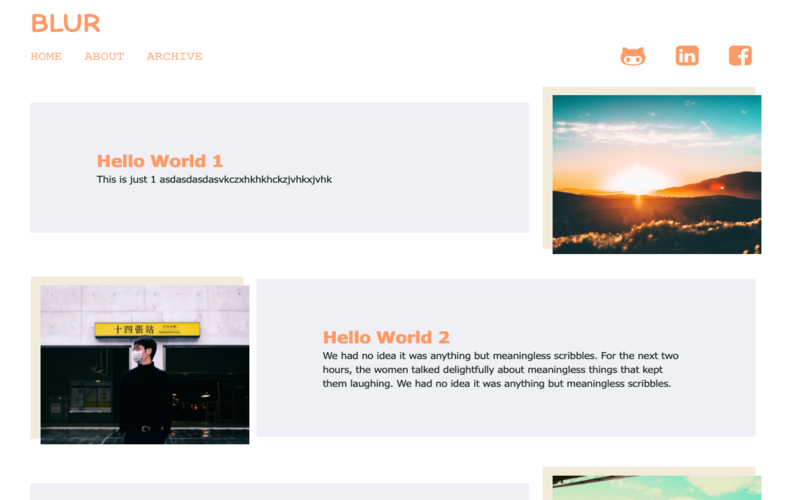 BLUR
HOME ABOUT ARCHIVE
Hello World 1
This is just 1 asdasdasdasvkczxhkhkhckzjvhkxjvhk
十四張站
Hello World 2
We had no idea it was anything but meaningless scribbles. For the next two
hours, the women talked delightfully about meaningless things that kept
them laughing. We had no idea it was anything but meaningless scribbles.